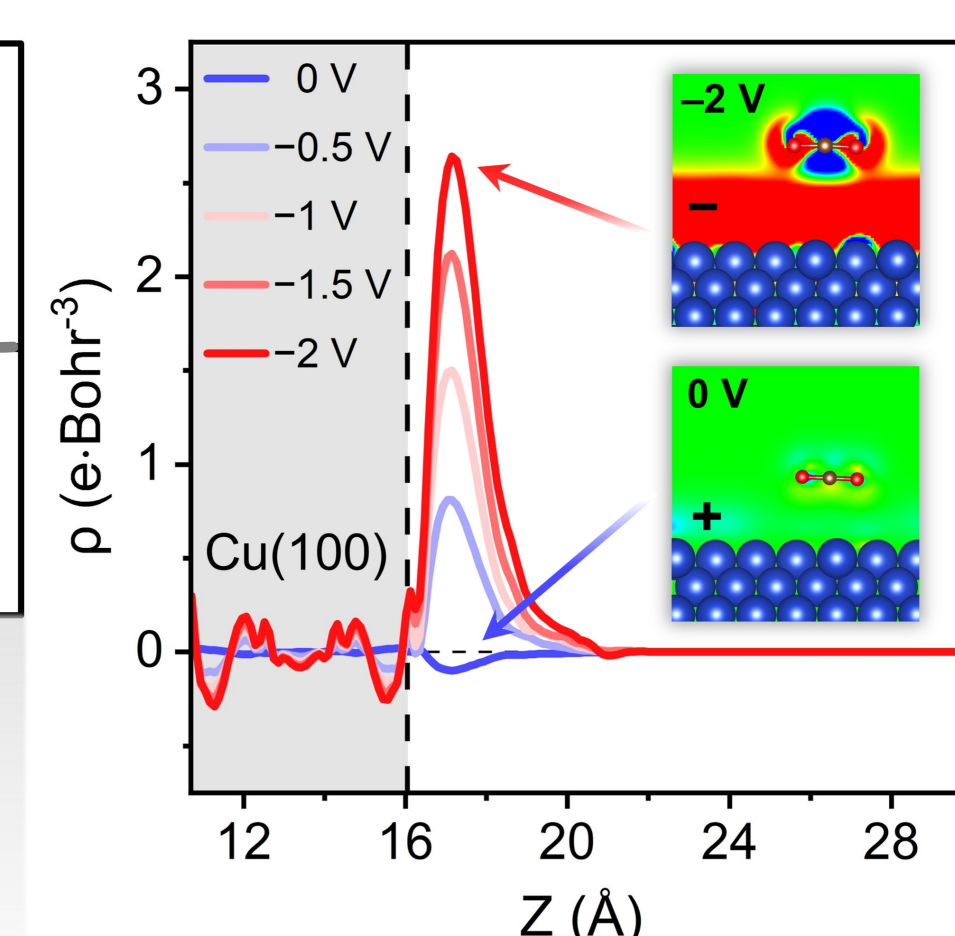 3
2
1
0
ρ (e·Bohr⁻³)
0 V
−0.5 V
−1 V
−1.5 V
−2 V
Cu(100)
–2 V
−
0 V
+
12
16
20
24
28
Z (Å)